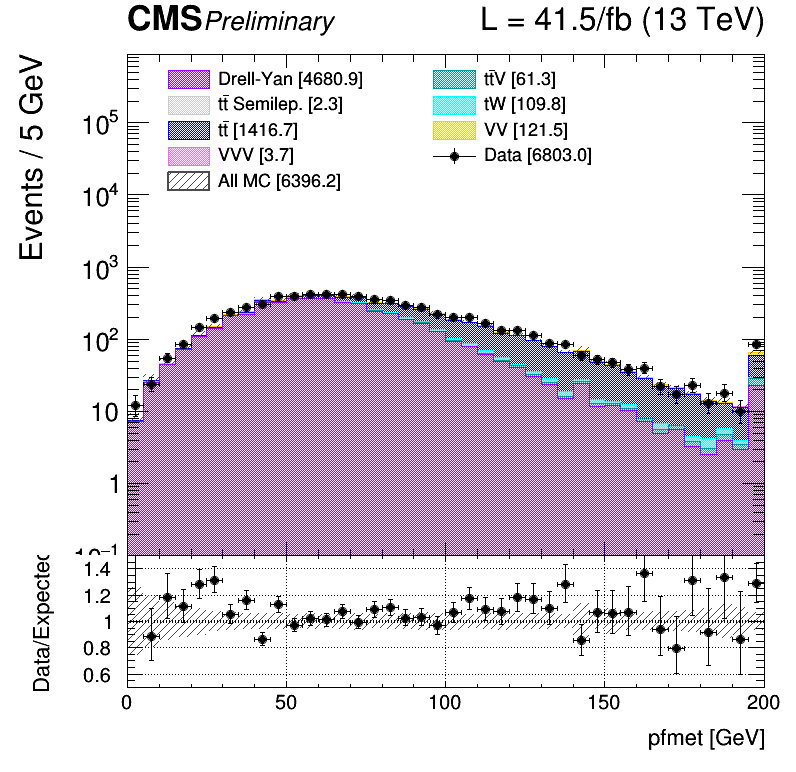 CMS Preliminary L = 41.5/fb (13 TeV)
Events / 5 GeV
Drell-Yan [4680.9]
tt̄ Semilep. [2.3]
tt̄ [1416.7]
VVV [3.7]
All MC [6396.2]
tt̄V [61.3]
tW [109.8]
VV [121.5]
Data [6803.0]
10⁵
10⁴
10³
10²
10
1
10⁻¹
Data/Expected
1.4
1.2
1
0.8
0.6
0 50 100 150 200
pfmet [GeV]